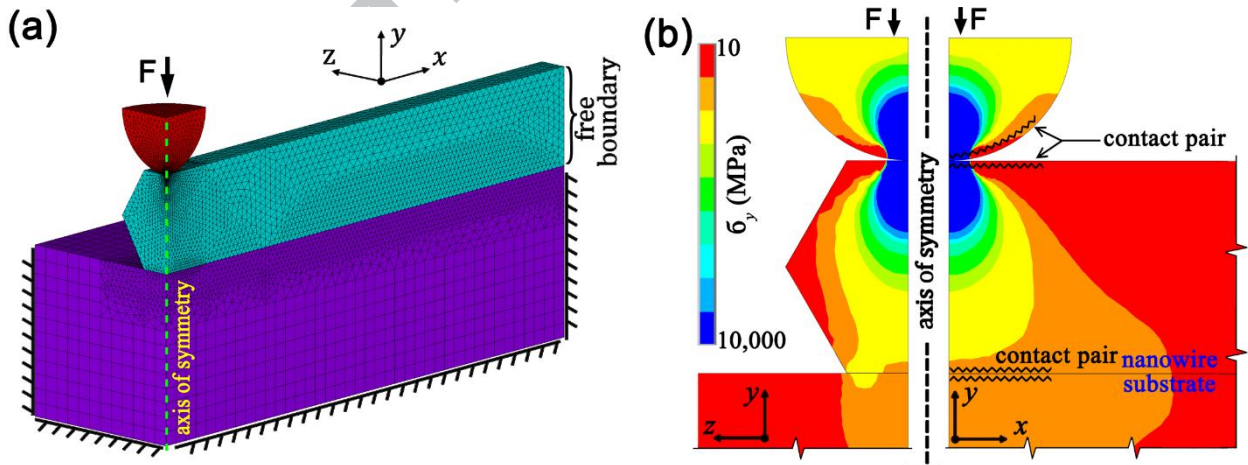 (a)
F
y
z
x
free
boundary
axis of symmetry
(b)
F
F
10
10,000
σy (MPa)
axis of symmetry
contact pair
contact pair
nanowire
substrate
y
z
y
x